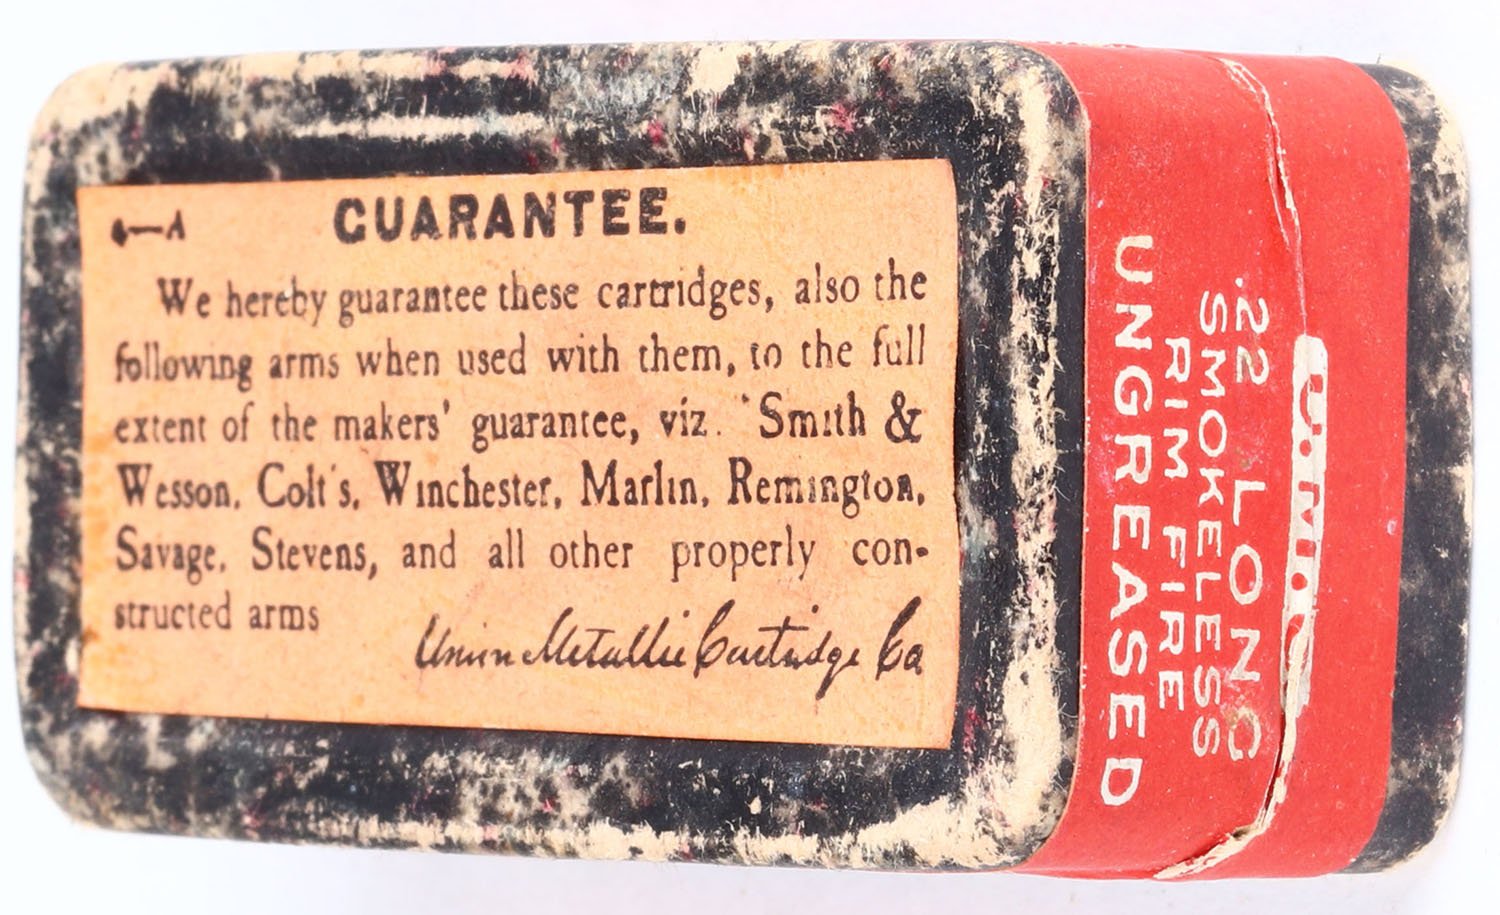 GUARANTEE.
We hereby guarantee these cartridges, also the
following arms when used with them, to the full
extent of the makers' guarantee, viz. Smith &
Wesson, Colt's, Winchester, Marlin, Remington,
Savage, Stevens, and all other properly con-
structed arms
Union Metallic Cartridge Co
U.M.C.
.22 LONG
SMOKELESS
RIM FIRE
UNGREASED